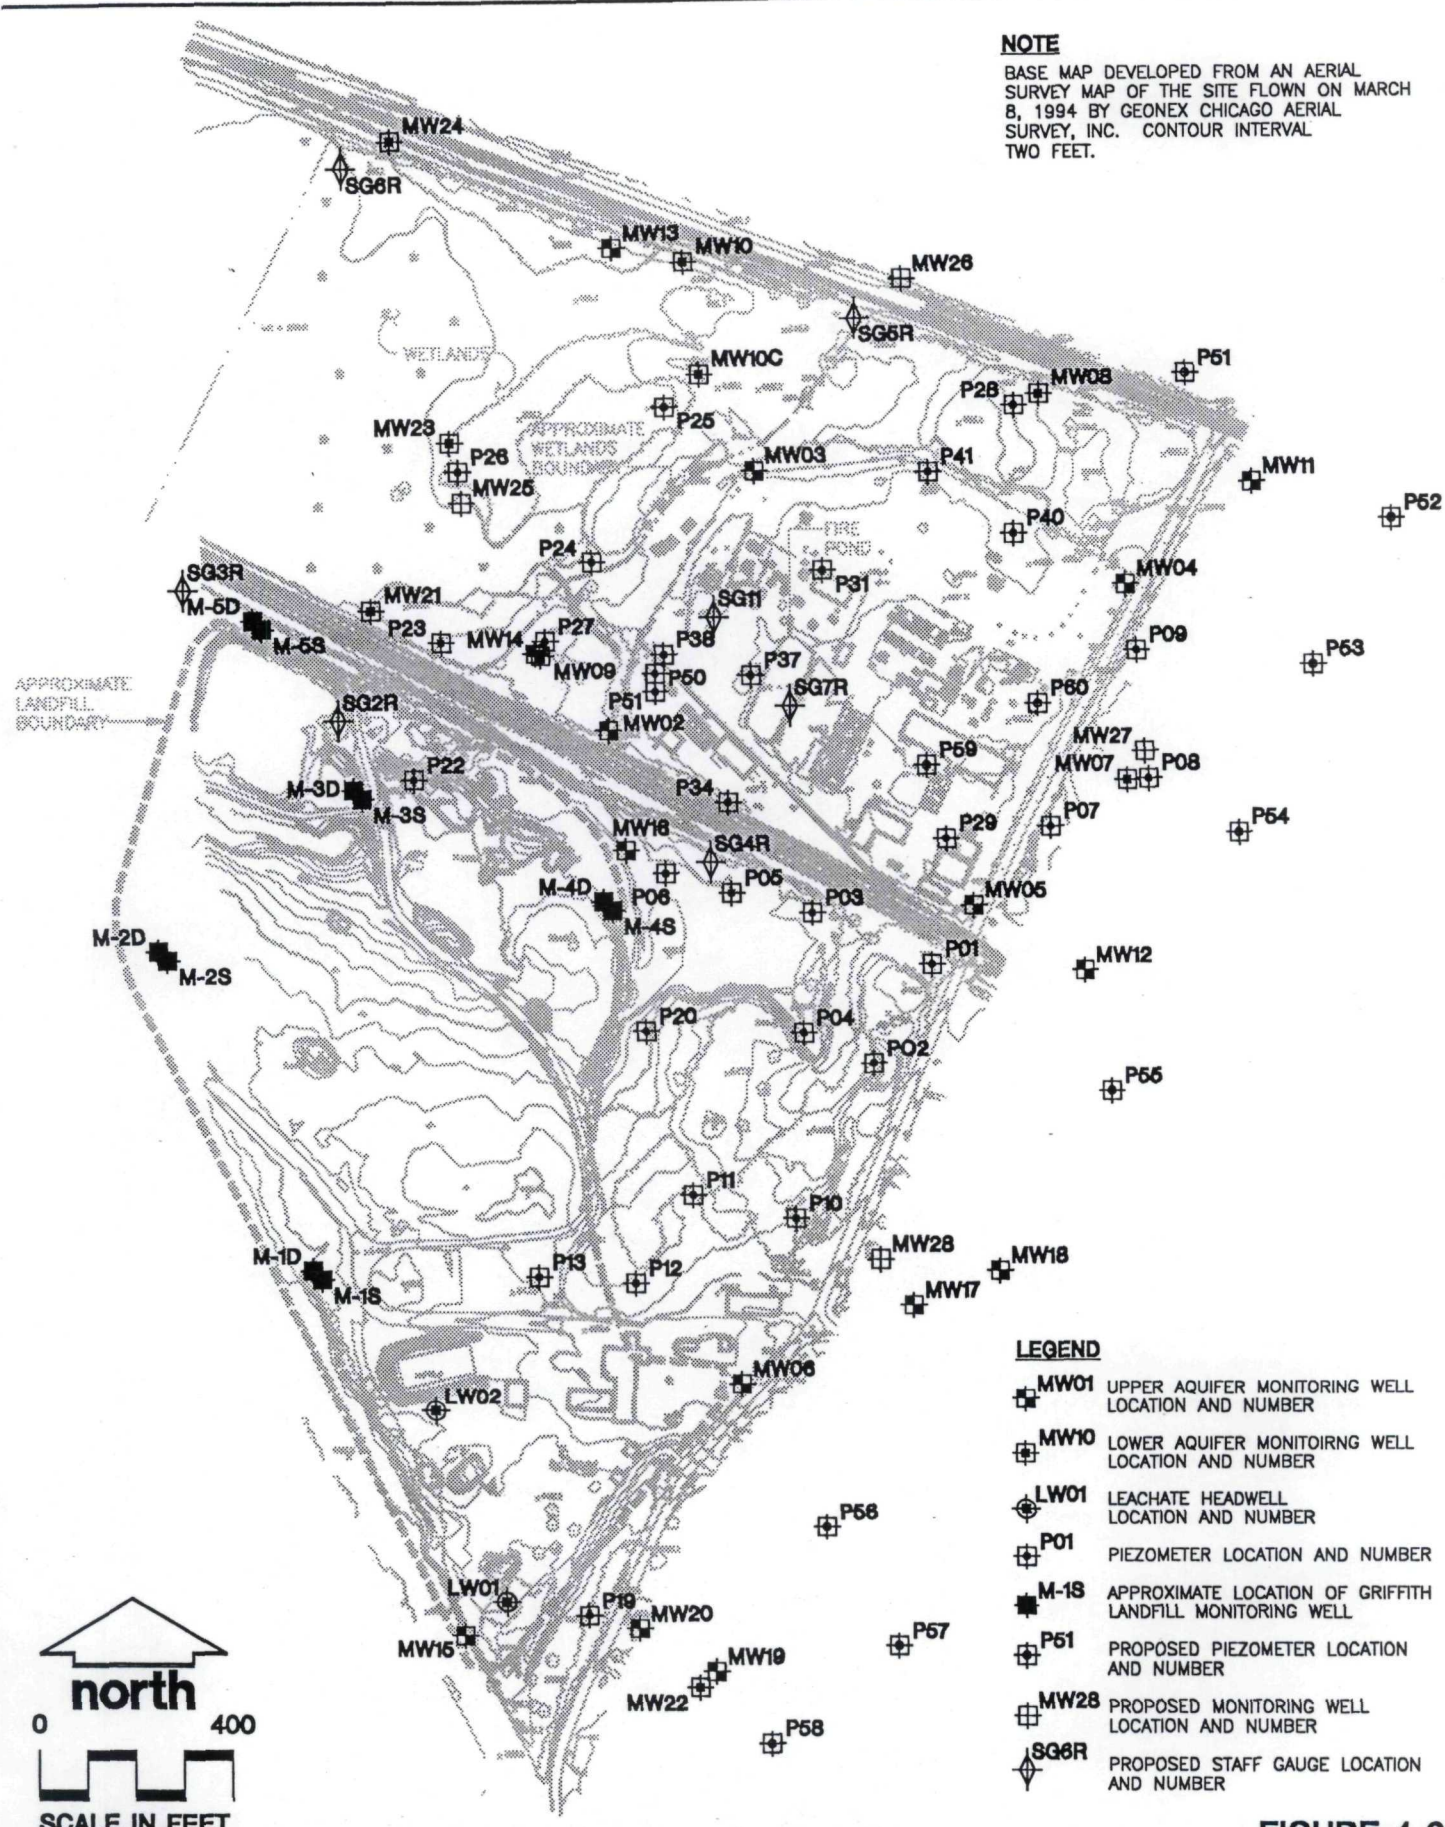 NOTE
BASE MAP DEVELOPED FROM AN AERIAL
SURVEY MAP OF THE SITE FLOWN ON MARCH
8, 1994 BY GEONEX CHICAGO AERIAL
SURVEY, INC. CONTOUR INTERVAL
TWO FEET.
MW24
SG6R
MW13
MW10
MW26
SG5R
WETLANDS
MW10C
P51
P28
MW08
P25
MW23
APPROXIMATE
WETLANDS
BOUNDARY
P26
MW03
P41
MW11
MW25
P52
P40
FIRE
POND
P24
P31
MW04
SG3R
M-5D
MW21
SG11
P23
MW14
P27
P38
P09
M-5S
MW09
P37
P53
P50
APPROXIMATE
LANDFILL
BOUNDARY
SG2R
P51
SG7R
P60
MW02
MW27
P22
P59
MW07
P08
M-3D
P34
M-3S
P07
P54
MW16
P29
SG4R
M-4D
P06
P05
MW05
P03
M-4S
M-2D
P01
MW12
M-2S
P20
P04
PO2
P55
P11
P10
M-1D
P13
P12
MW28
MW18
M-1S
MW17
MW06
LW02
P56
LW01
P19
MW20
MW15
P57
MW19
MW22
P58
LEGEND
MW01 UPPER AQUIFER MONITORING WELL
LOCATION AND NUMBER
MW10 LOWER AQUIFER MONITOIRNG WELL
LOCATION AND NUMBER
LW01 LEACHATE HEADWELL
LOCATION AND NUMBER
P01 PIEZOMETER LOCATION AND NUMBER
M-1S APPROXIMATE LOCATION OF GRIFFITH
LANDFILL MONITORING WELL
P51 PROPOSED PIEZOMETER LOCATION
AND NUMBER
MW28 PROPOSED MONITORING WELL
LOCATION AND NUMBER
SG6R PROPOSED STAFF GAUGE LOCATION
AND NUMBER
north
0 400
SCALE IN FEET